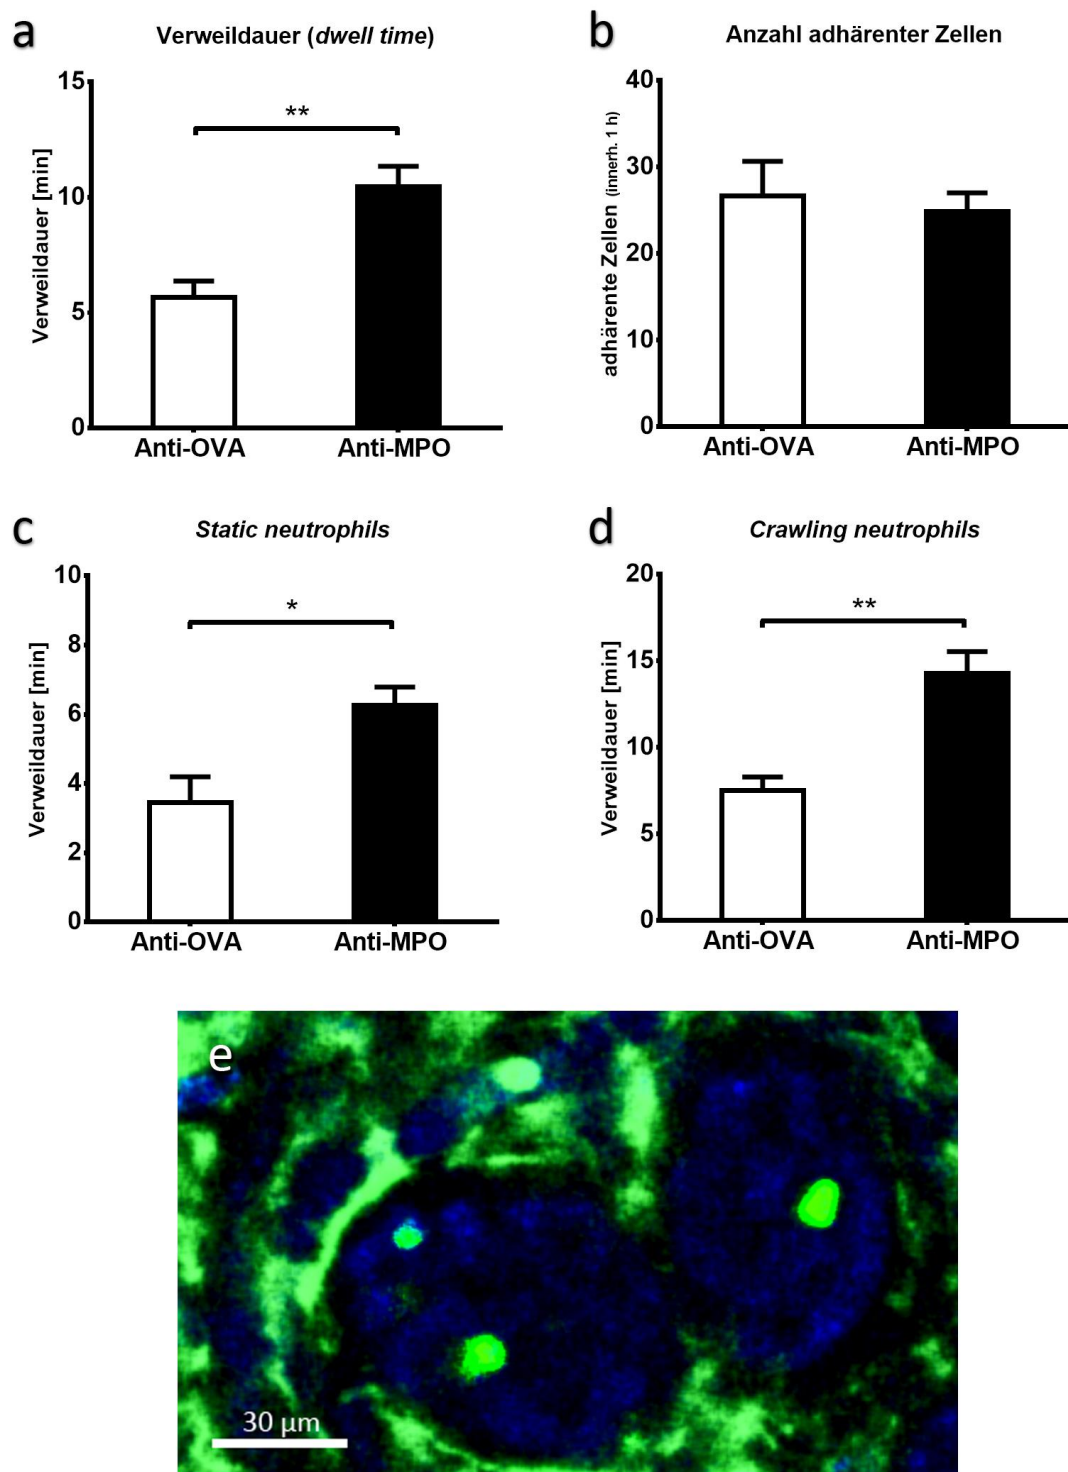 a
Verweildauer (dwell time)
Verweildauer [min]
15
10
5
0
**
Anti-OVA
Anti-MPO
b
Anzahl adhärenter Zellen
adhärente Zellen (innerh. 1 h)
40
30
20
10
0
Anti-OVA
Anti-MPO
c
Static neutrophils
Verweildauer [min]
10
8
6
4
2
0
*
Anti-OVA
Anti-MPO
d
Crawling neutrophils
Verweildauer [min]
20
15
10
5
0
**
Anti-OVA
Anti-MPO
e
30 µm